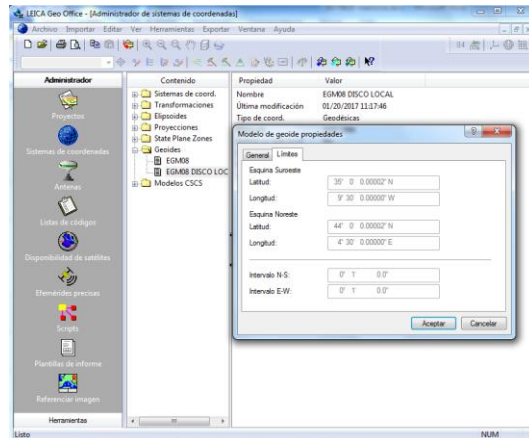 LEICA Geo Office - [Administrador de sistemas de coordenadas]
Archivo Importar Editar Ver Herramientas Exportar Ventana Ayuda
Administrador
Proyectos
Sistemas de coordenadas
Antenas
Listas de códigos
Disponibilidad de satélites
Efemérides precisas
Scripts
Plantillas de informe
Referenciar imagen
Herramientas
Contenido
Sistemas de coord.
Transformaciones
Elipsoides
Proyecciones
State Plane Zones
Geoides
EGM08
EGM08 DISCO LOC
Modelos CSCS
Propiedad Valor
Nombre EGM08 DISCO LOCAL
Última modificación 01/20/2017 11:17:46
Tipo de coord. Geodésicas
Modelo de geoide propiedades
General Límites
Esquina Suroeste
Latitud: 35° 0' 0.00002" N
Longitud: 9° 30' 0.00000" W
Esquina Noreste
Latitud: 44° 0' 0.00002" N
Longitud: 4° 30' 0.00000" E
Intervalo N-S: 0° 1' 0.0"
Intervalo E-W: 0° 1' 0.0"
Aceptar Cancelar
Listo NUM